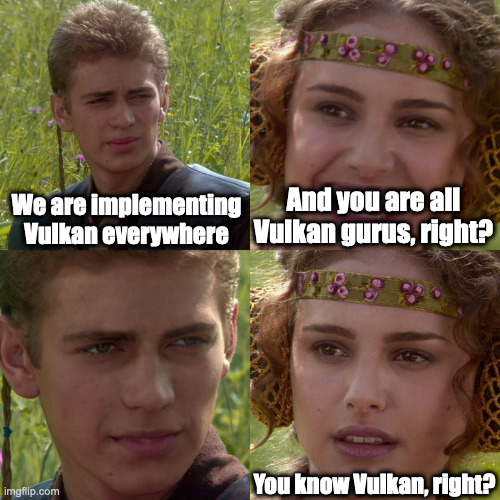 We are implementing
Vulkan everywhere
And you are all
Vulkan gurus, right?
You know Vulkan, right?
imgflip.com